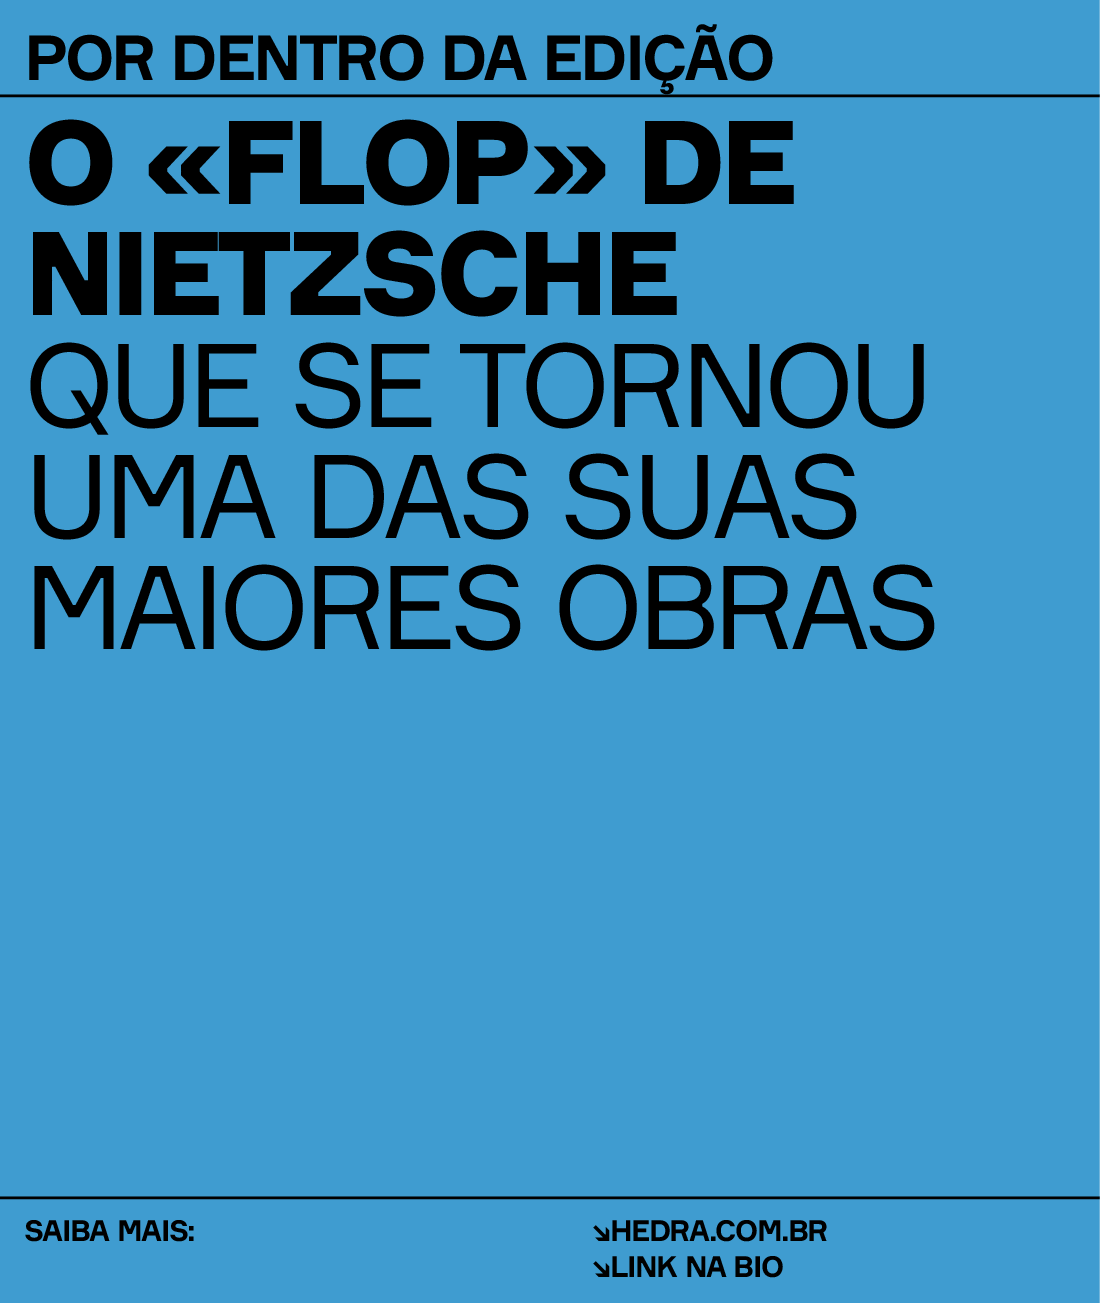 POR DENTRO DA EDIÇÃO
O «FLOP» DE
NIETZSCHE
QUE SE TORNOU
UMA DAS SUAS
MAIORES OBRAS
SAIBA MAIS:
↘HEDRA.COM.BR
↘LINK NA BIO